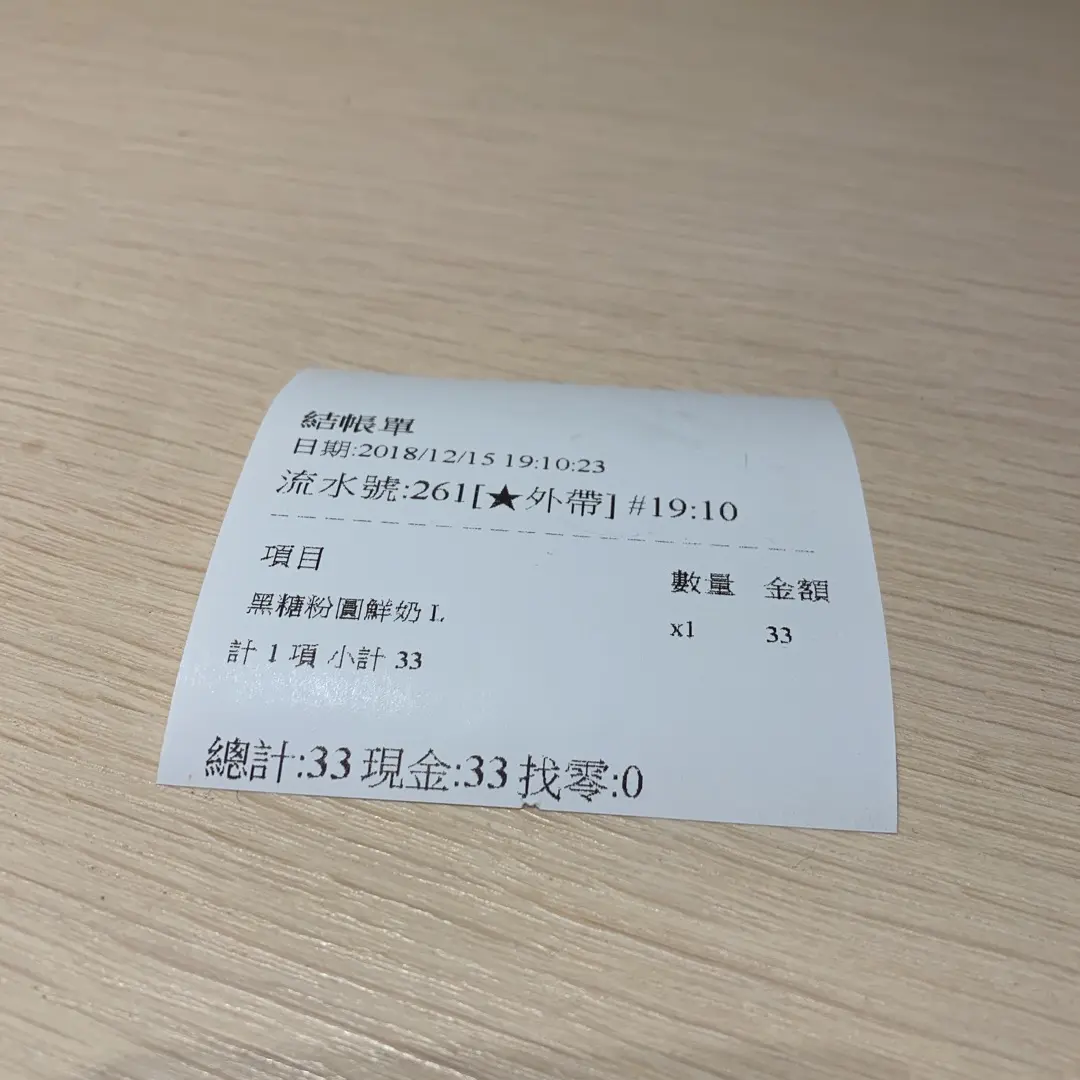 結帳單
日期:2018/12/15 19:10:23
流水號:261[★外帶] #19:10
項目 數量 金額
黑糖粉圓鮮奶 L x1 33
計 1 項 小計 33
總計:33 現金:33 找零:0